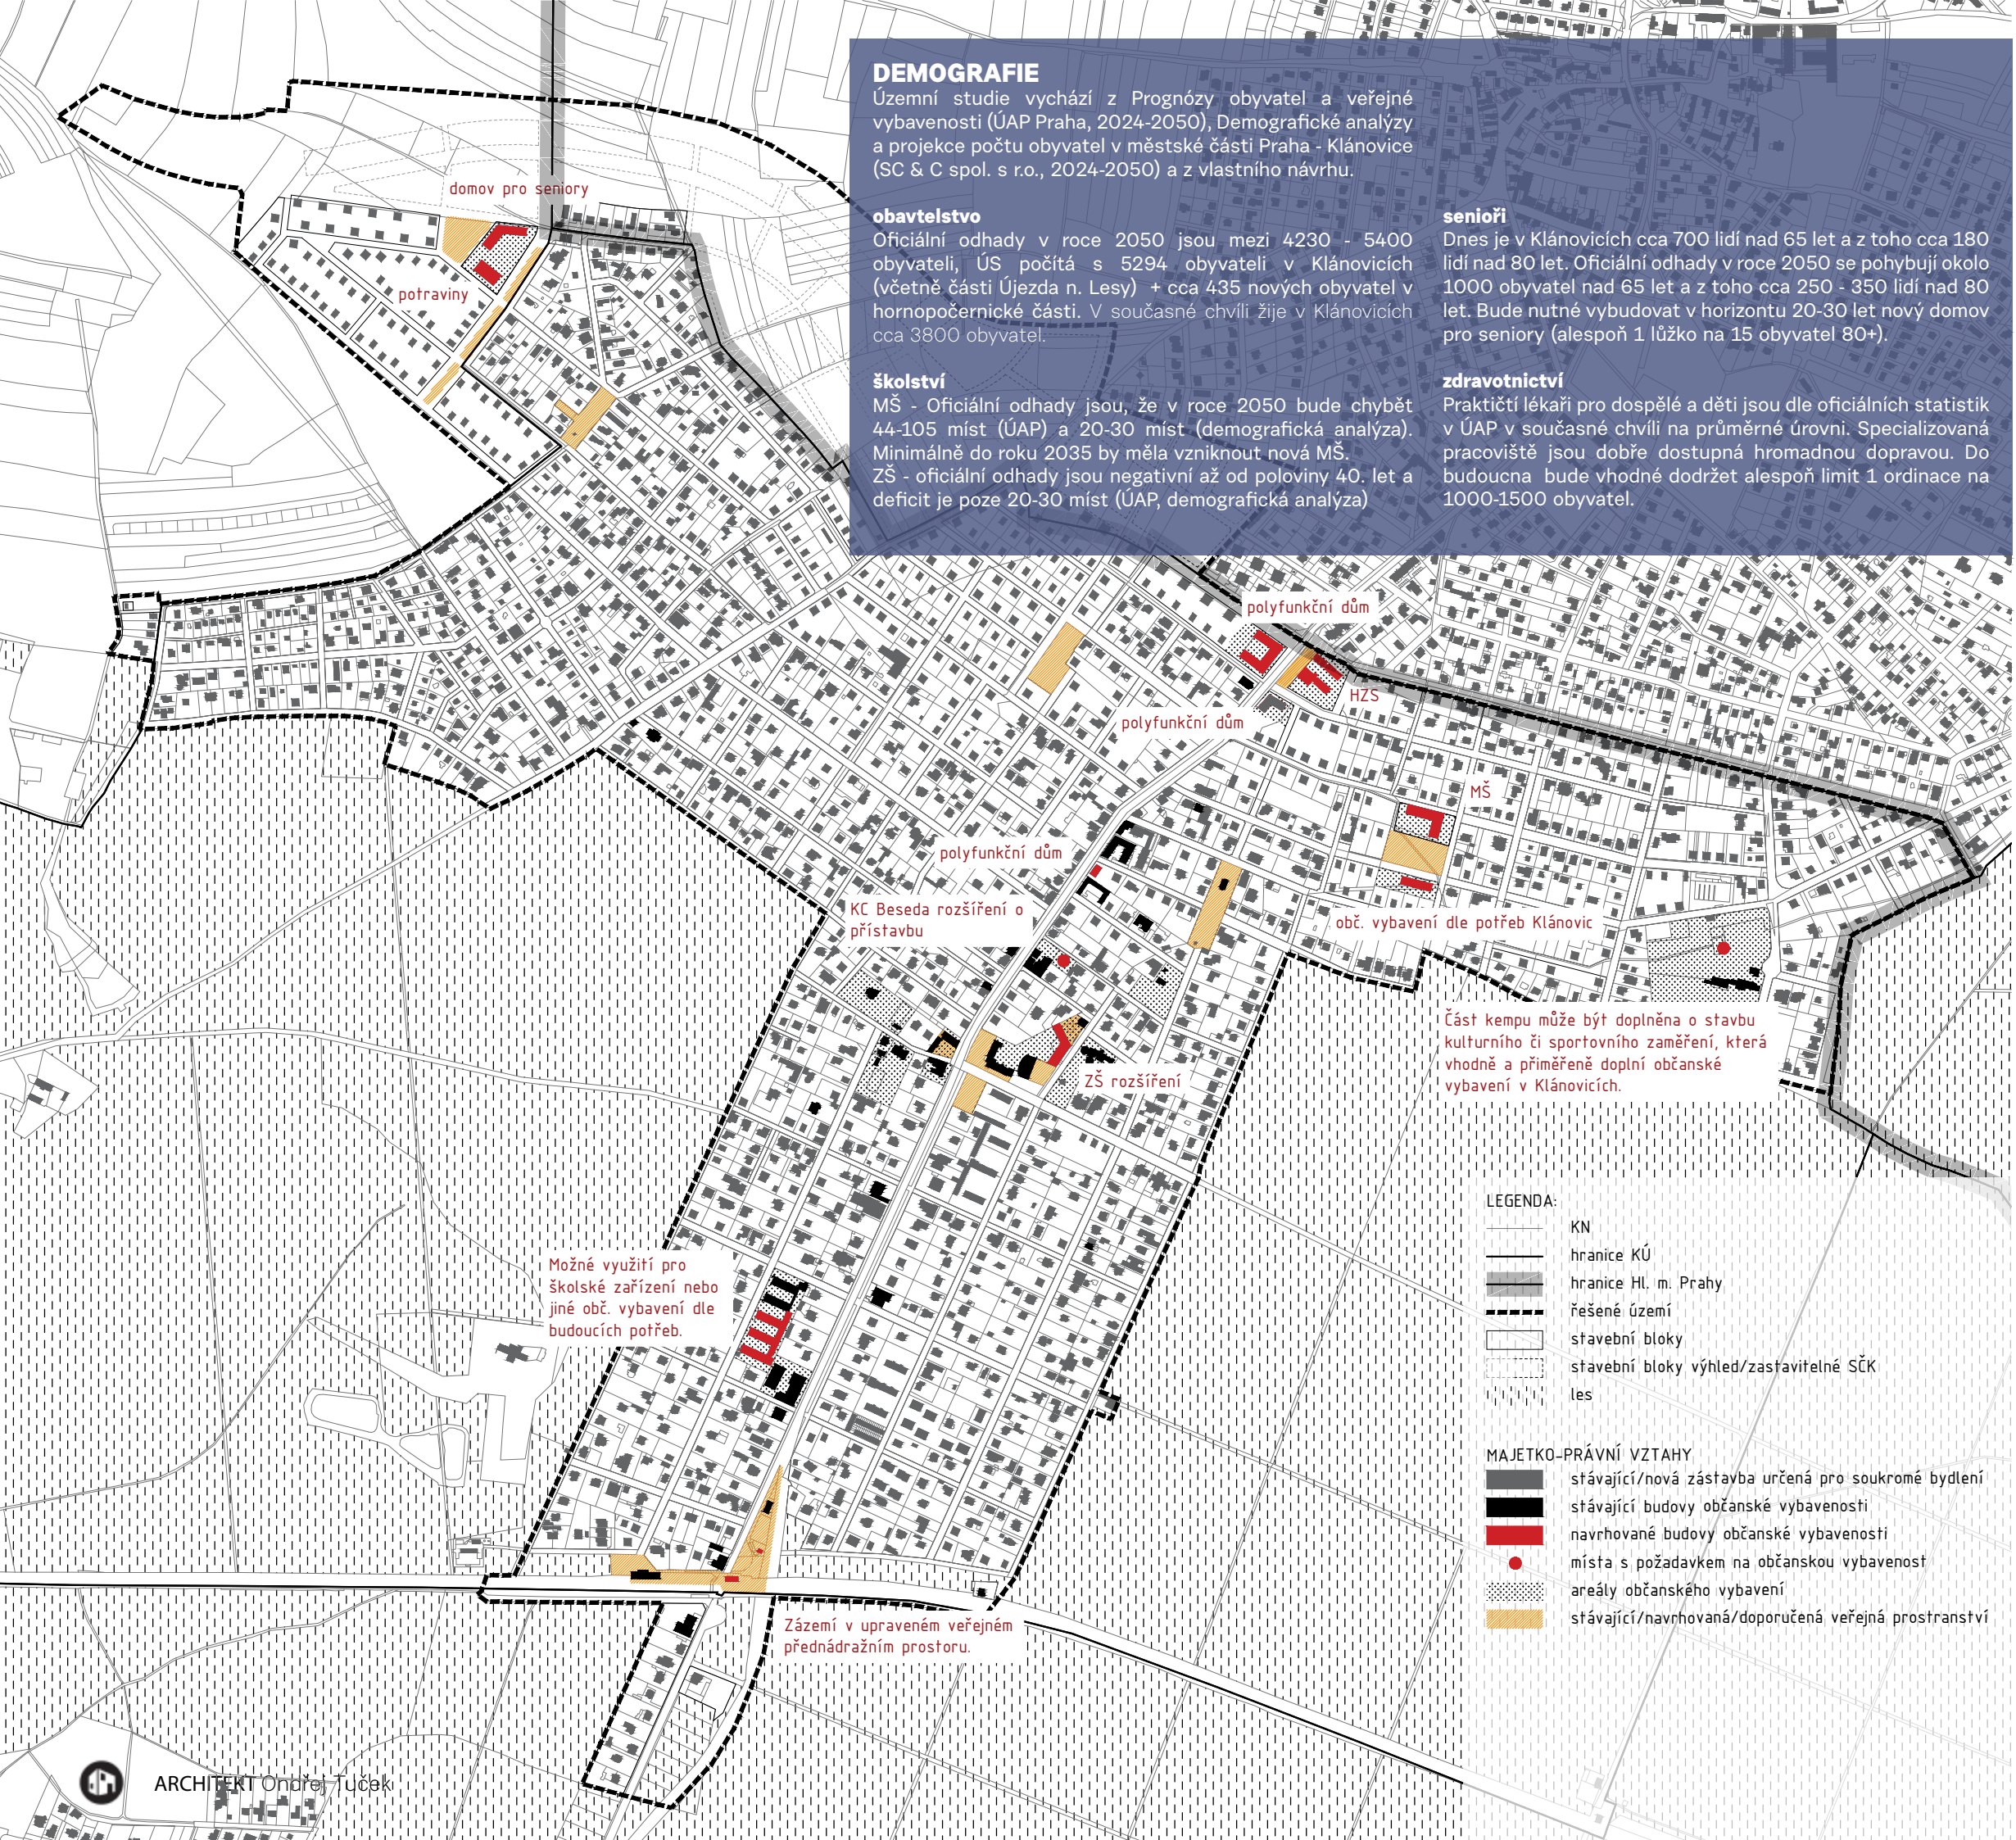 DEMOGRAFIE
Územní studie vychází z Prognózy obyvatel a veřejné
vybavenosti (ÚAP Praha, 2024-2050), Demografické analýzy
a projekce počtu obyvatel v městské části Praha - Klánovice
(SC & C spol. s r.o., 2024-2050) a z vlastního návrhu.
obavtelstvo
Oficiální odhady v roce 2050 jsou mezi 4230 - 5400
obyvateli, ÚS počítá s 5294 obyvateli v Klánovicích
(včetně části Újezda n. Lesy) + cca 435 nových obyvatel v
hornopočernické části. V současné chvíli žije v Klánovicích
cca 3800 obyvatel.
školství
MŠ - Oficiální odhady jsou, že v roce 2050 bude chybět
44-105 míst (ÚAP) a 20-30 míst (demografická analýza).
Minimálně do roku 2035 by měla vzniknout nová MŠ.
ZŠ - oficiální odhady jsou negativní až od poloviny 40. let a
deficit je poze 20-30 míst (ÚAP, demografická analýza)
senioři
Dnes je v Klánovicích cca 700 lidí nad 65 let a z toho cca 180
lidí nad 80 let. Oficiální odhady v roce 2050 se pohybují okolo
1000 obyvatel nad 65 let a z toho cca 250 - 350 lidí nad 80
let. Bude nutné vybudovat v horizontu 20-30 let nový domov
pro seniory (alespoň 1 lůžko na 15 obyvatel 80+).
zdravotnictví
Praktičtí lékaři pro dospělé a děti jsou dle oficiálních statistik
v ÚAP v současné chvíli na průměrné úrovni. Specializovaná
pracoviště jsou dobře dostupná hromadnou dopravou. Do
budoucna bude vhodné dodržet alespoň limit 1 ordinace na
1000-1500 obyvatel.
domov pro seniory
potraviny
polyfunkční dům
HZS
polyfunkční dům
MŠ
polyfunkční dům
KC Beseda rozšíření o
přístavbu
obč. vybavení dle potřeb Klánovic
Část kempu může být doplněna o stavbu
kulturního či sportovního zaměření, která
vhodně a přiměřeně doplní občanské
vybavení v Klánovicích.
ZŠ rozšíření
Možné využití pro
školské zařízení nebo
jiné obč. vybavení dle
budoucích potřeb.
Zázemí v upraveném veřejném
přednádražním prostoru.
LEGENDA:
KN
hranice KÚ
hranice Hl. m. Prahy
řešené území
stavební bloky
stavební bloky výhled/zastavitelné SČK
les
MAJETKO-PRÁVNÍ VZTAHY
stávající/nová zástavba určená pro soukromé bydlení
stávající budovy občanské vybavenosti
navrhované budovy občanské vybavenosti
místa s požadavkem na občanskou vybavenost
areály občanského vybavení
stávající/navrhovaná/doporučená veřejná prostranství
ARCHITEKT Ondřej Tuček